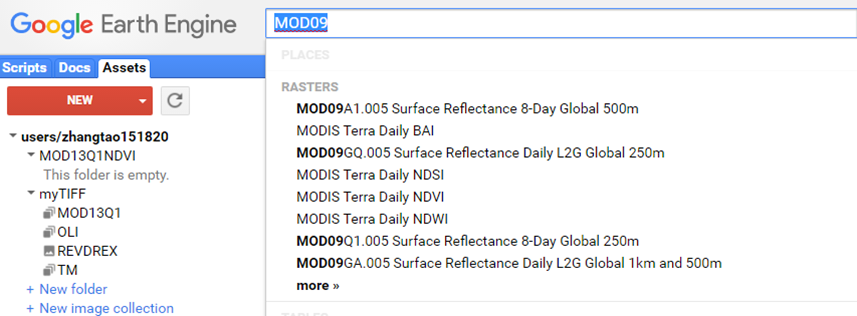 Google Earth Engine
MOD09
Scripts Docs Assets
NEW
users/zhangtao151820
MOD13Q1NDVI
This folder is empty.
myTIFF
MOD13Q1
OLI
REVDREX
TM
+ New folder
+ New image collection
PLACES
RASTERS
MOD09A1.005 Surface Reflectance 8-Day Global 500m
MODIS Terra Daily BAI
MOD09GQ.005 Surface Reflectance Daily L2G Global 250m
MODIS Terra Daily NDSI
MODIS Terra Daily NDVI
MODIS Terra Daily NDWI
MOD09Q1.005 Surface Reflectance 8-Day Global 250m
MOD09GA.005 Surface Reflectance Daily L2G Global 1km and 500m
more »